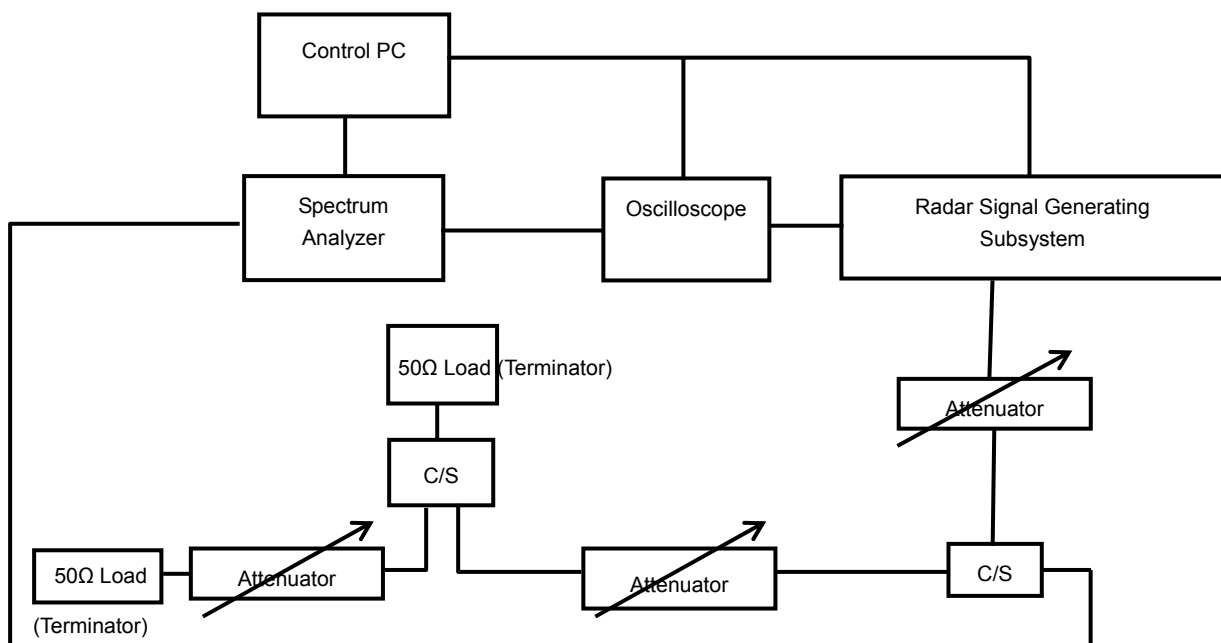 Control PC
Spectrum
Analyzer
Oscilloscope
Radar Signal Generating
Subsystem
50Ω Load (Terminator)
Attenuator
C/S
50Ω Load
(Terminator)
Attenuator
Attenuator
C/S